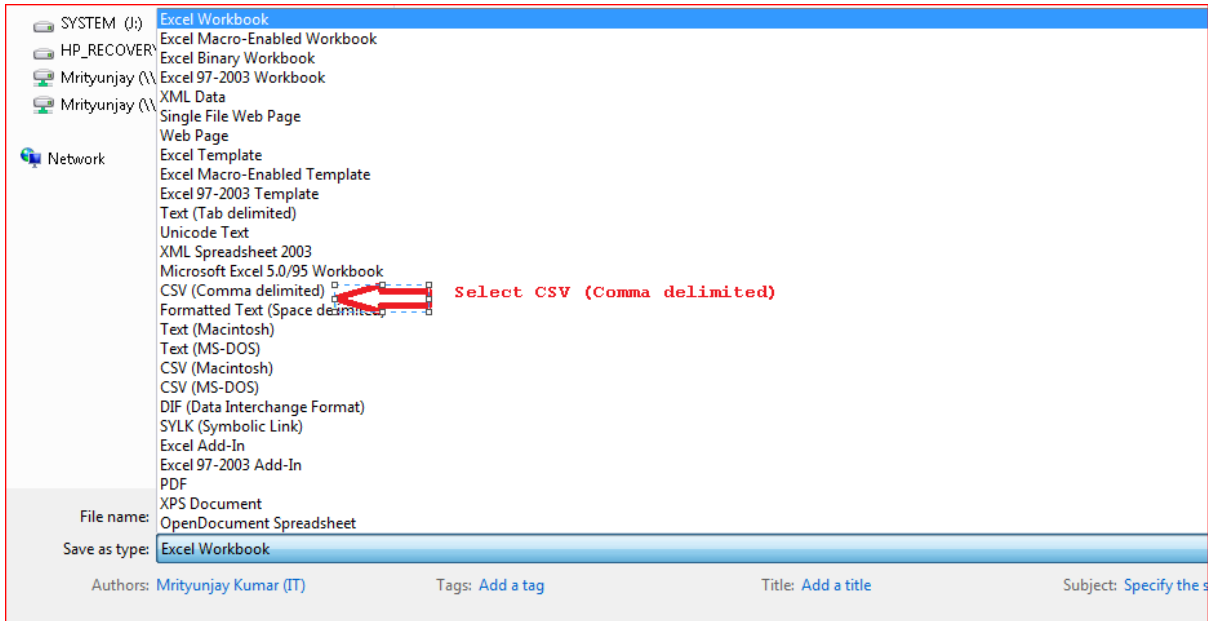 SYSTEM (J:)
HP_RECOVERY
Mrityunjay (\\
Mrityunjay (\\
Network
Excel Workbook
Excel Macro-Enabled Workbook
Excel Binary Workbook
Excel 97-2003 Workbook
XML Data
Single File Web Page
Web Page
Excel Template
Excel Macro-Enabled Template
Excel 97-2003 Template
Text (Tab delimited)
Unicode Text
XML Spreadsheet 2003
Microsoft Excel 5.0/95 Workbook
CSV (Comma delimited)
Select CSV (Comma delimited)
Formatted Text (Space delimited)
Text (Macintosh)
Text (MS-DOS)
CSV (Macintosh)
CSV (MS-DOS)
DIF (Data Interchange Format)
SYLK (Symbolic Link)
Excel Add-In
Excel 97-2003 Add-In
PDF
XPS Document
OpenDocument Spreadsheet
File name:
Save as type: Excel Workbook
Authors: Mrityunjay Kumar (IT) Tags: Add a tag Title: Add a title Subject: Specify the s